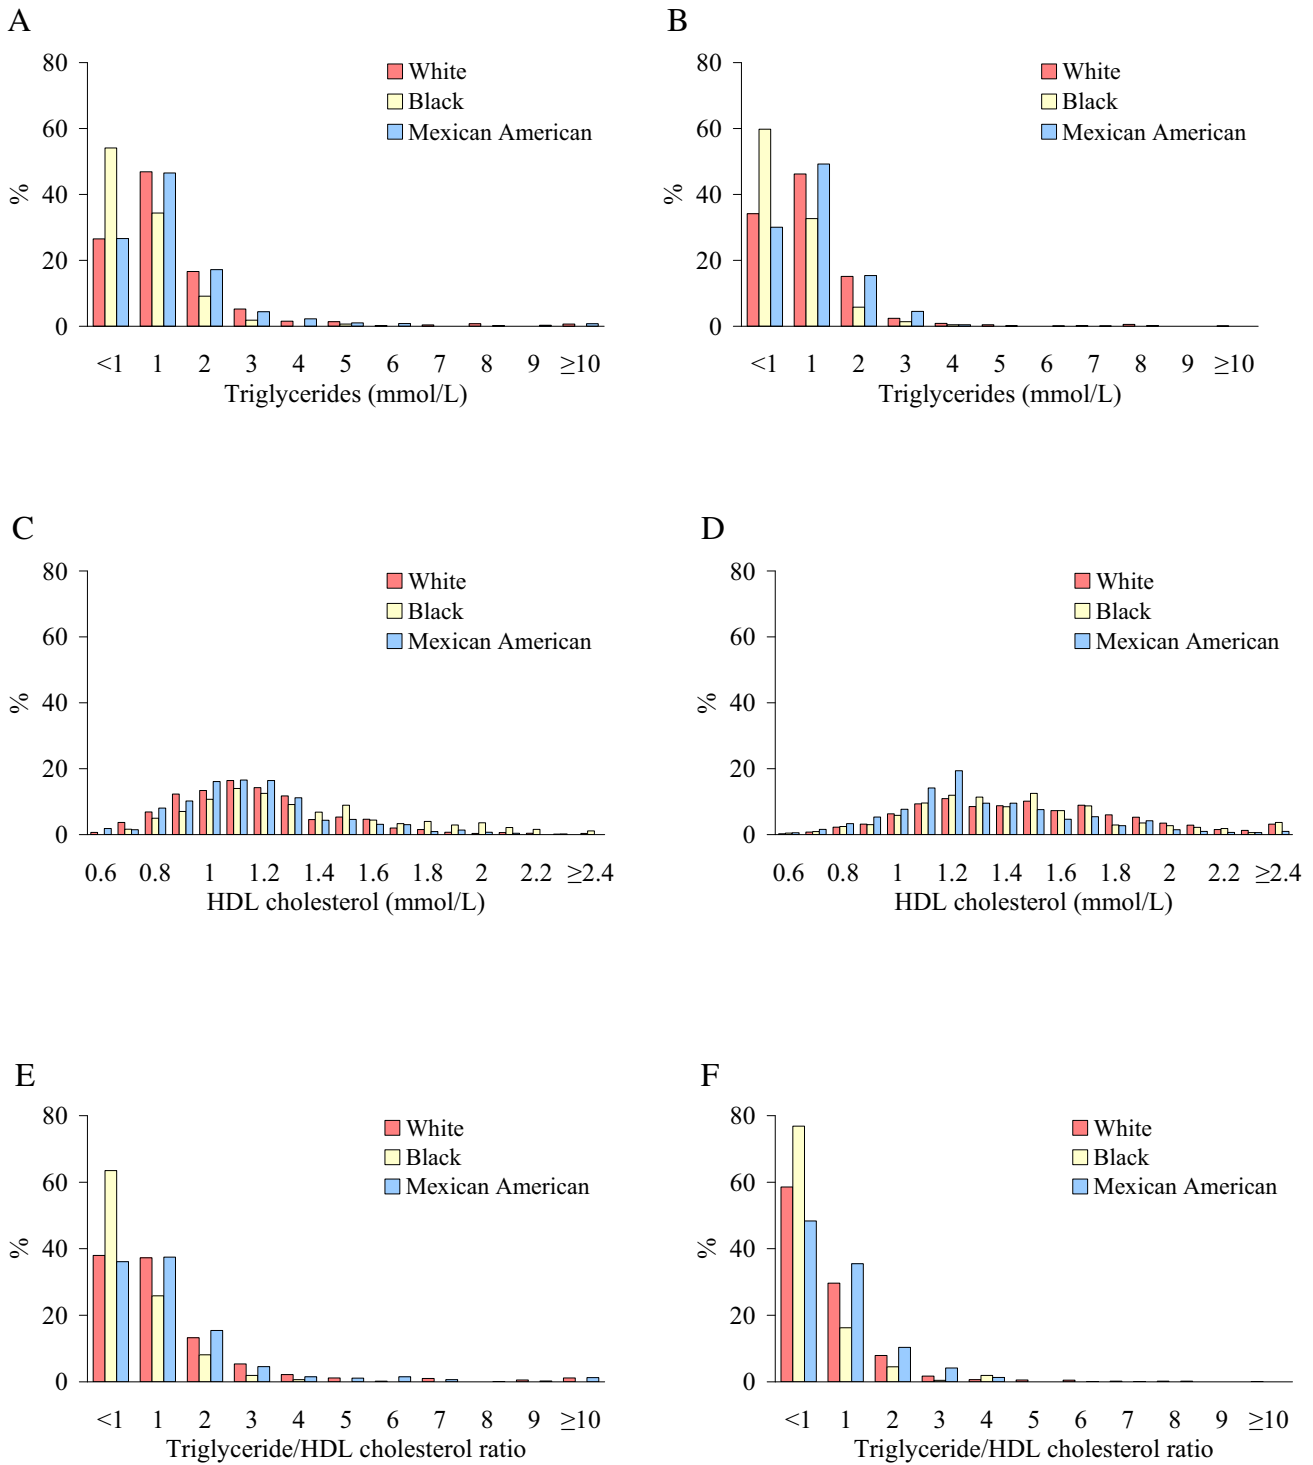 A
80
60
40
20
0
%
White
Black
Mexican American
<1 1 2 3 4 5 6 7 8 9 ≥10
Triglycerides (mmol/L)
B
80
60
40
20
0
%
White
Black
Mexican American
<1 1 2 3 4 5 6 7 8 9 ≥10
Triglycerides (mmol/L)
C
80
60
40
20
0
%
White
Black
Mexican American
0.6 0.8 1 1.2 1.4 1.6 1.8 2 2.2 ≥2.4
HDL cholesterol (mmol/L)
D
80
60
40
20
0
%
White
Black
Mexican American
0.6 0.8 1 1.2 1.4 1.6 1.8 2 2.2 ≥2.4
HDL cholesterol (mmol/L)
E
80
60
40
20
0
%
White
Black
Mexican American
<1 1 2 3 4 5 6 7 8 9 ≥10
Triglyceride/HDL cholesterol ratio
F
80
60
40
20
0
%
White
Black
Mexican American
<1 1 2 3 4 5 6 7 8 9 ≥10
Triglyceride/HDL cholesterol ratio